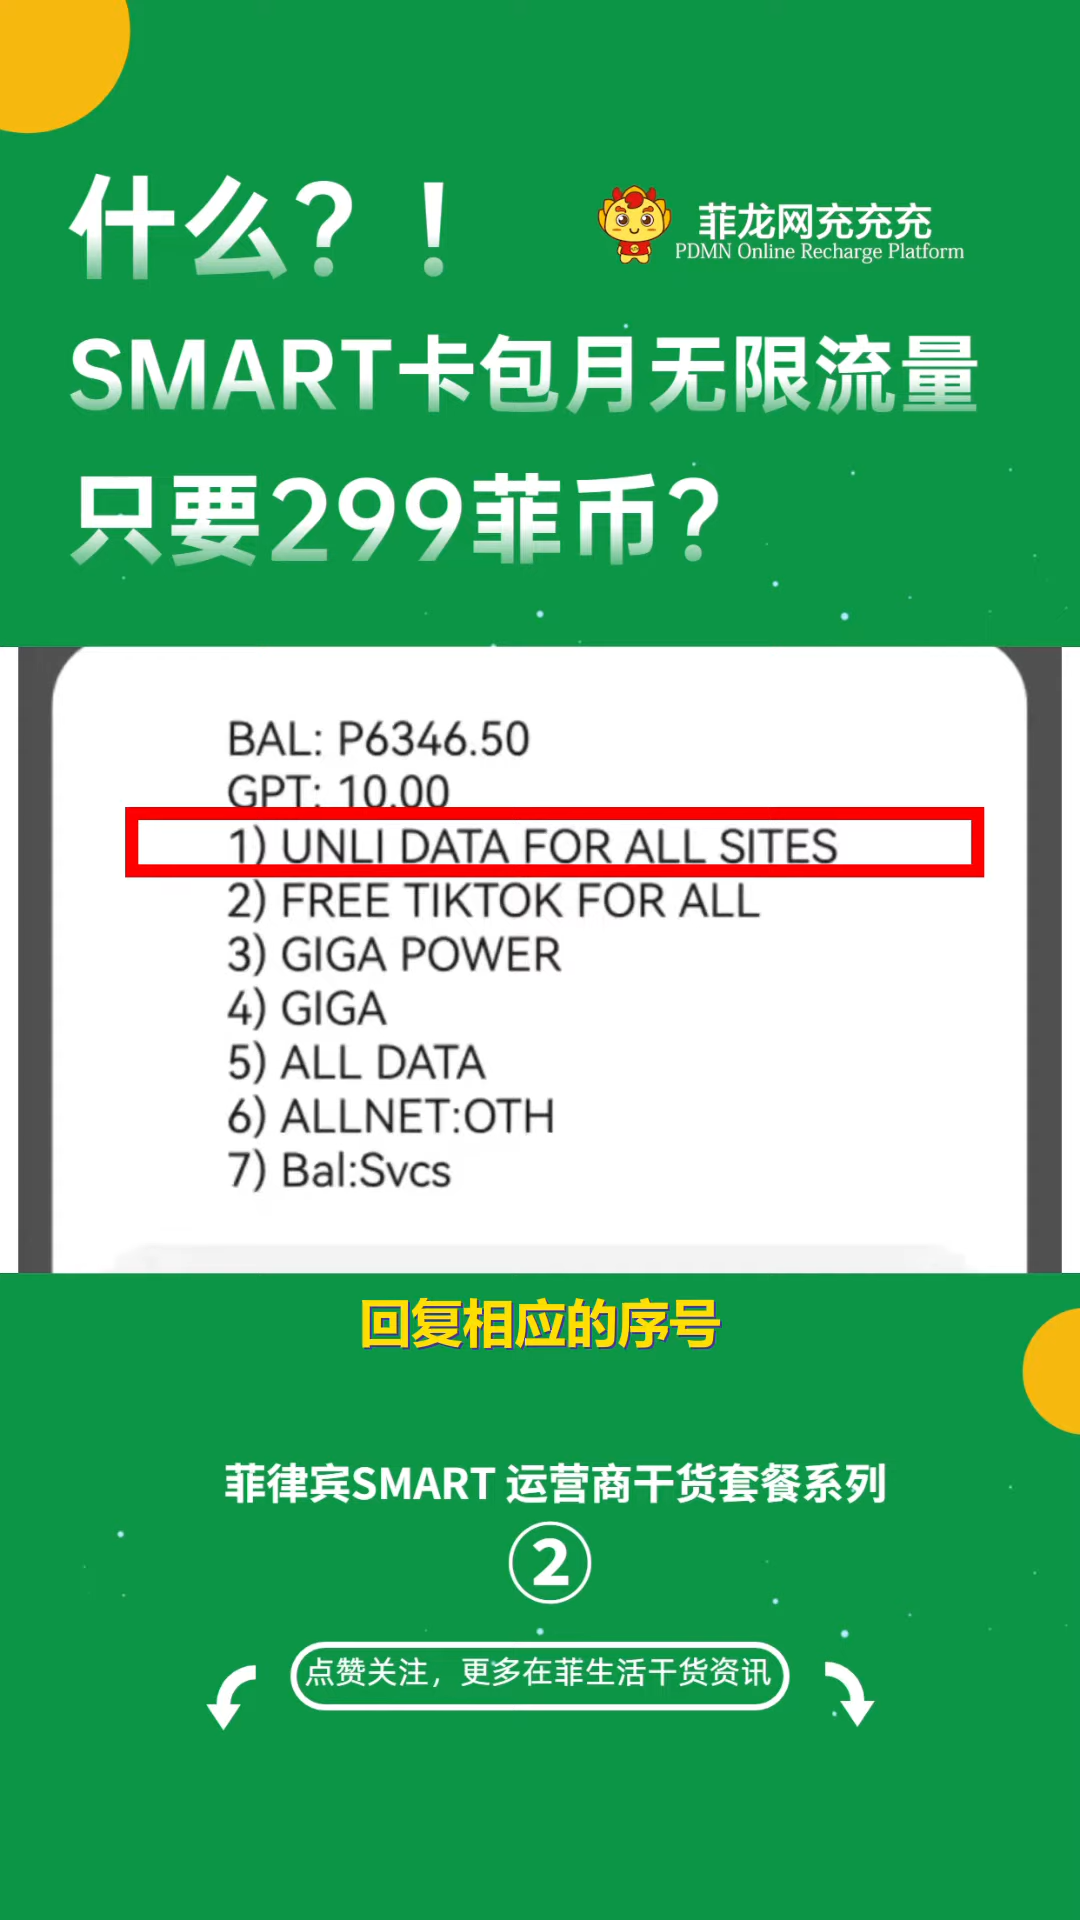 什么？！
菲龙网充充充
PDMN Online Recharge Platform
SMART卡包月无限流量
只要299菲币？
BAL: P6346.50
GPT: 10.00
1) UNLI DATA FOR ALL SITES
2) FREE TIKTOK FOR ALL
3) GIGA POWER
4) GIGA
5) ALL DATA
6) ALLNET:OTH
7) Bal:Svcs
回复相应的序号
菲律宾SMART 运营商干货套餐系列
②
点赞关注，更多在菲生活干货资讯